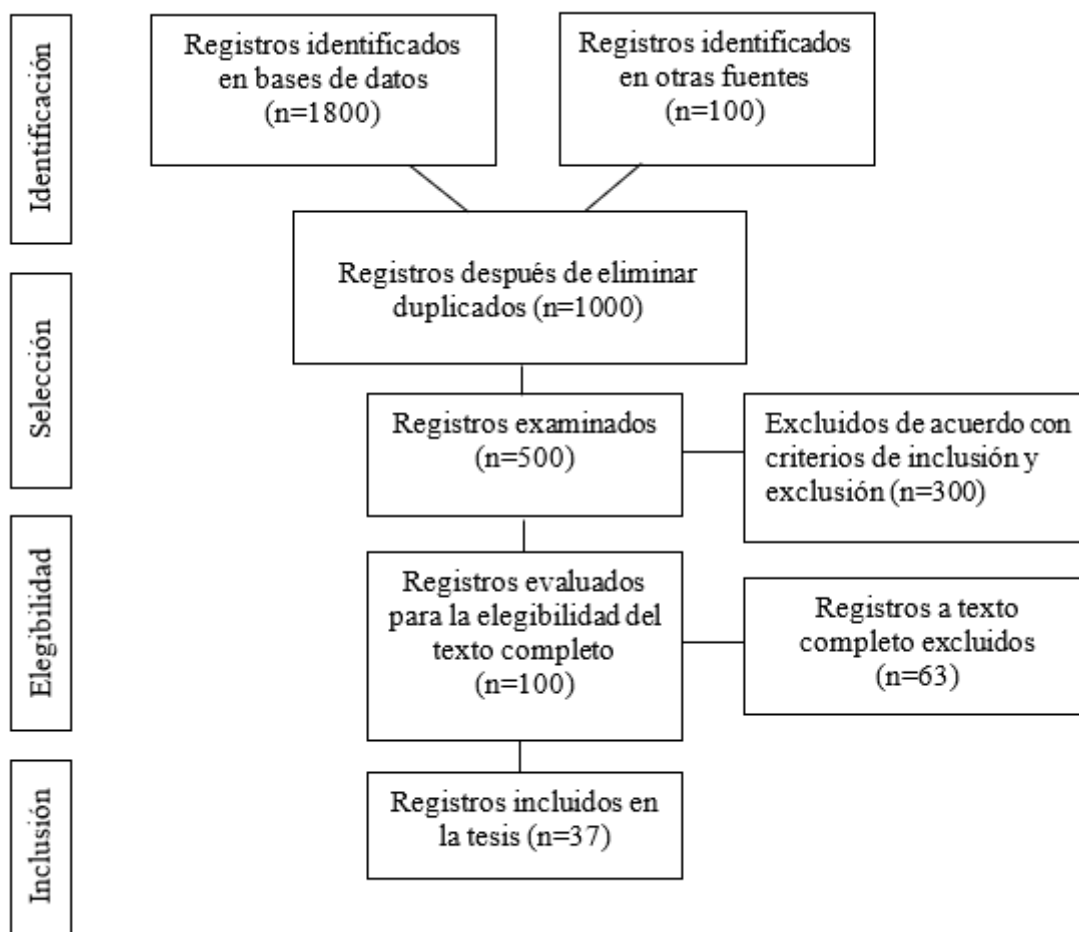 Identificación
Registros identificados
en bases de datos
(n=1800)
Registros identificados
en otras fuentes
(n=100)
Registros después de eliminar
duplicados (n=1000)
Selección
Registros examinados
(n=500)
Excluidos de acuerdo con
criterios de inclusión y
exclusión (n=300)
Elegibilidad
Registros evaluados
para la elegibilidad del
texto completo
(n=100)
Registros a texto
completo excluidos
(n=63)
Inclusión
Registros incluidos en
la tesis (n=37)